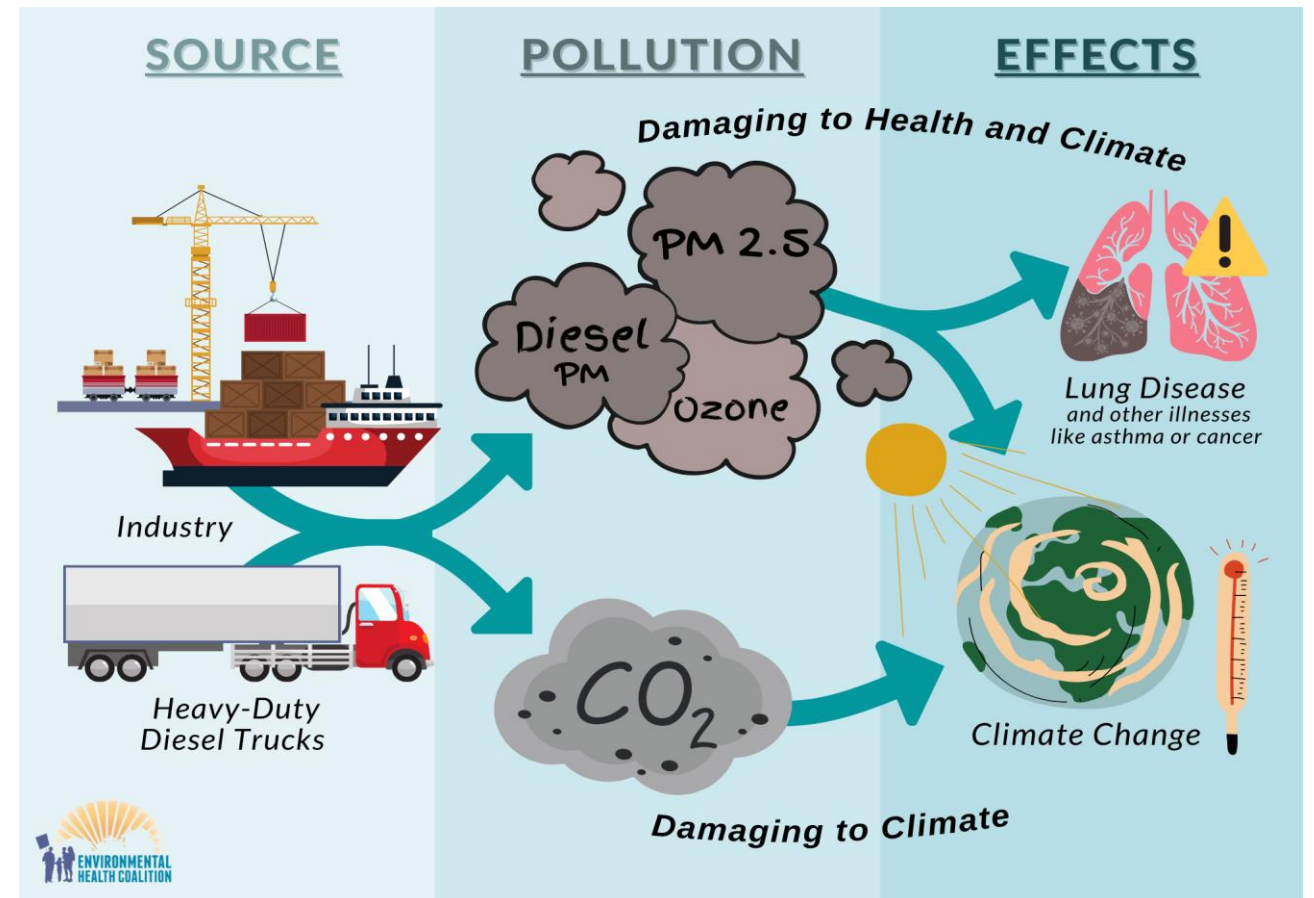 SOURCE
POLLUTION
EFFECTS
Damaging to Health and Climate
PM 2.5
Diesel
PM
Ozone
Lung Disease
and other illnesses
like asthma or cancer
Industry
Heavy-Duty
Diesel Trucks
CO₂
Climate Change
Damaging to Climate
ENVIRONMENTAL
HEALTH COALITION